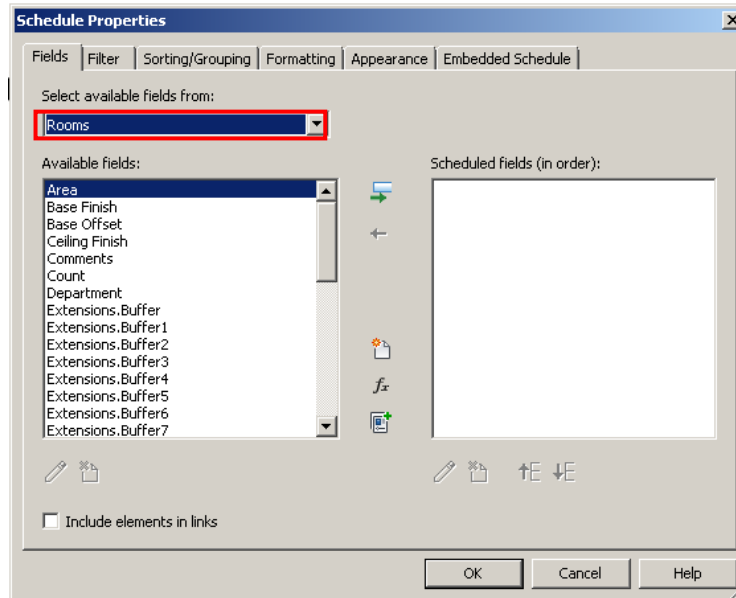 Schedule Properties
Fields Filter Sorting/Grouping Formatting Appearance Embedded Schedule
Select available fields from:
Rooms
Available fields:
Scheduled fields (in order):
Area
Base Finish
Base Offset
Ceiling Finish
Comments
Count
Department
Extensions.Buffer
Extensions.Buffer1
Extensions.Buffer2
Extensions.Buffer3
Extensions.Buffer4
Extensions.Buffer5
Extensions.Buffer6
Extensions.Buffer7
fx
Include elements in links
OK Cancel Help